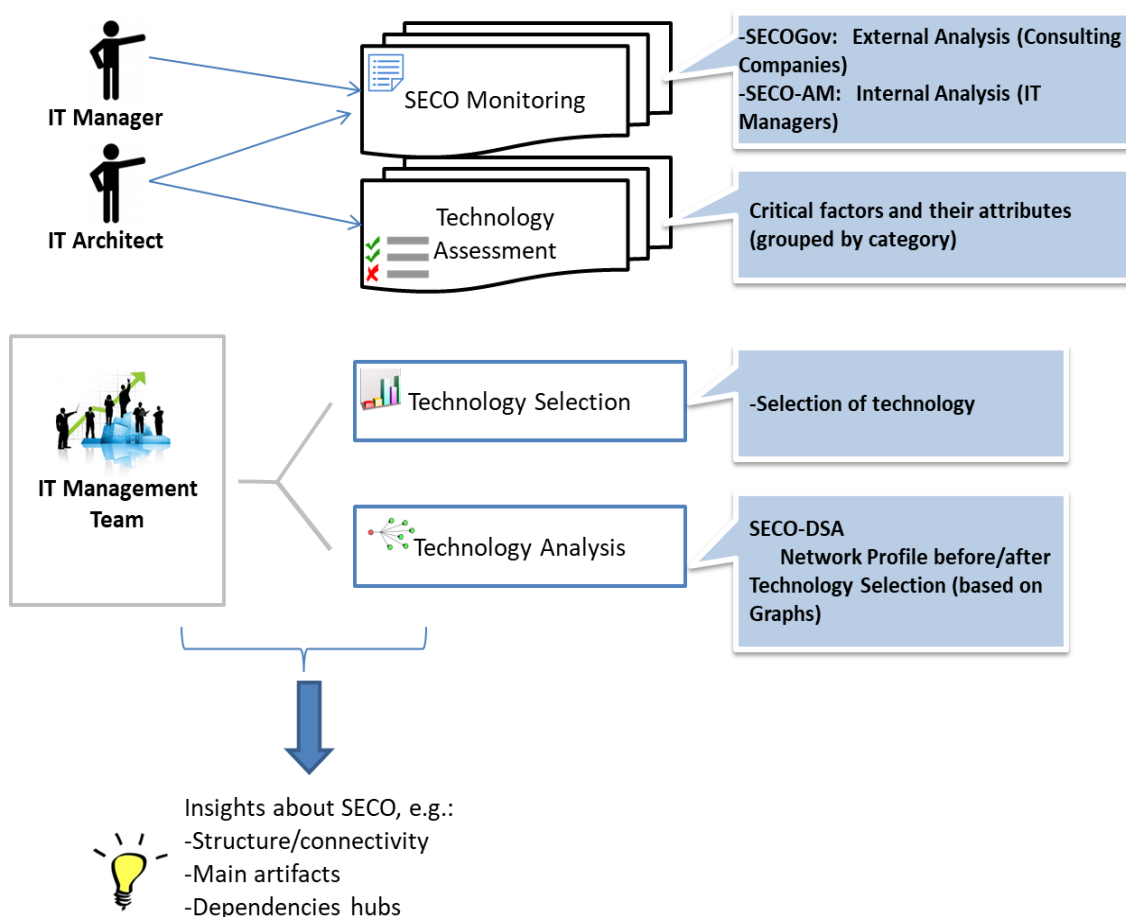 IT Manager
SECO Monitoring
-SECOGov:  External Analysis (Consulting
Companies)
-SECO-AM:  Internal Analysis (IT
Managers)
IT Architect
Technology
Assessment
Critical factors and their attributes
(grouped by category)
IT Management
Team
Technology Selection
-Selection of technology
Technology Analysis
SECO-DSA
Network Profile before/after
Technology Selection (based on
Graphs)
Insights about SECO, e.g.:
-Structure/connectivity
-Main artifacts
-Dependencies hubs